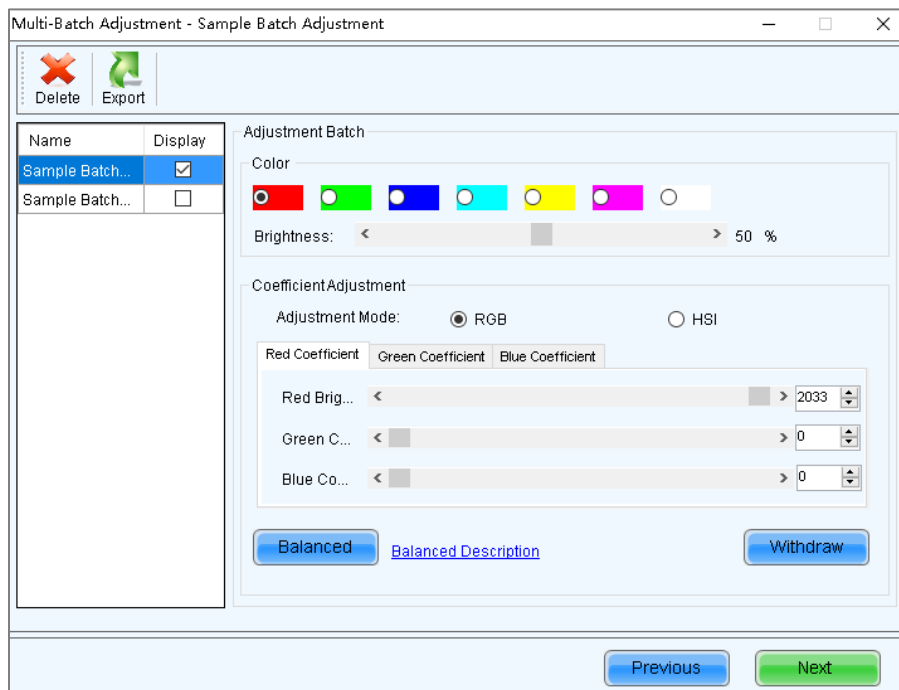 Multi-Batch Adjustment - Sample Batch Adjustment
Delete Export
Name Display
Sample Batch...
Sample Batch...
Adjustment Batch
Color
Brightness: 50 %
Coefficient Adjustment
Adjustment Mode: RGB HSI
Red Coefficient Green Coefficient Blue Coefficient
Red Brig... 2033
Green C... 0
Blue Co... 0
Balanced Balanced Description Withdraw
Previous Next